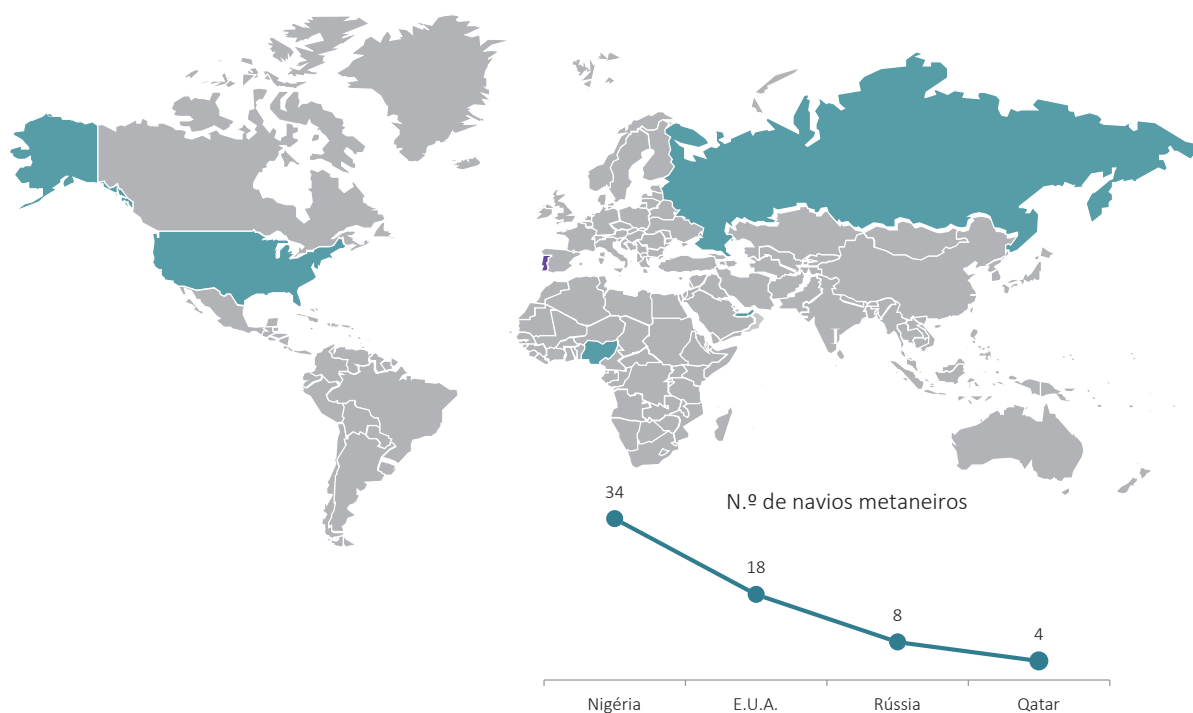 34
N.º de navios metaneiros
18
8
4
Nigéria
E.U.A.
Rússia
Qatar